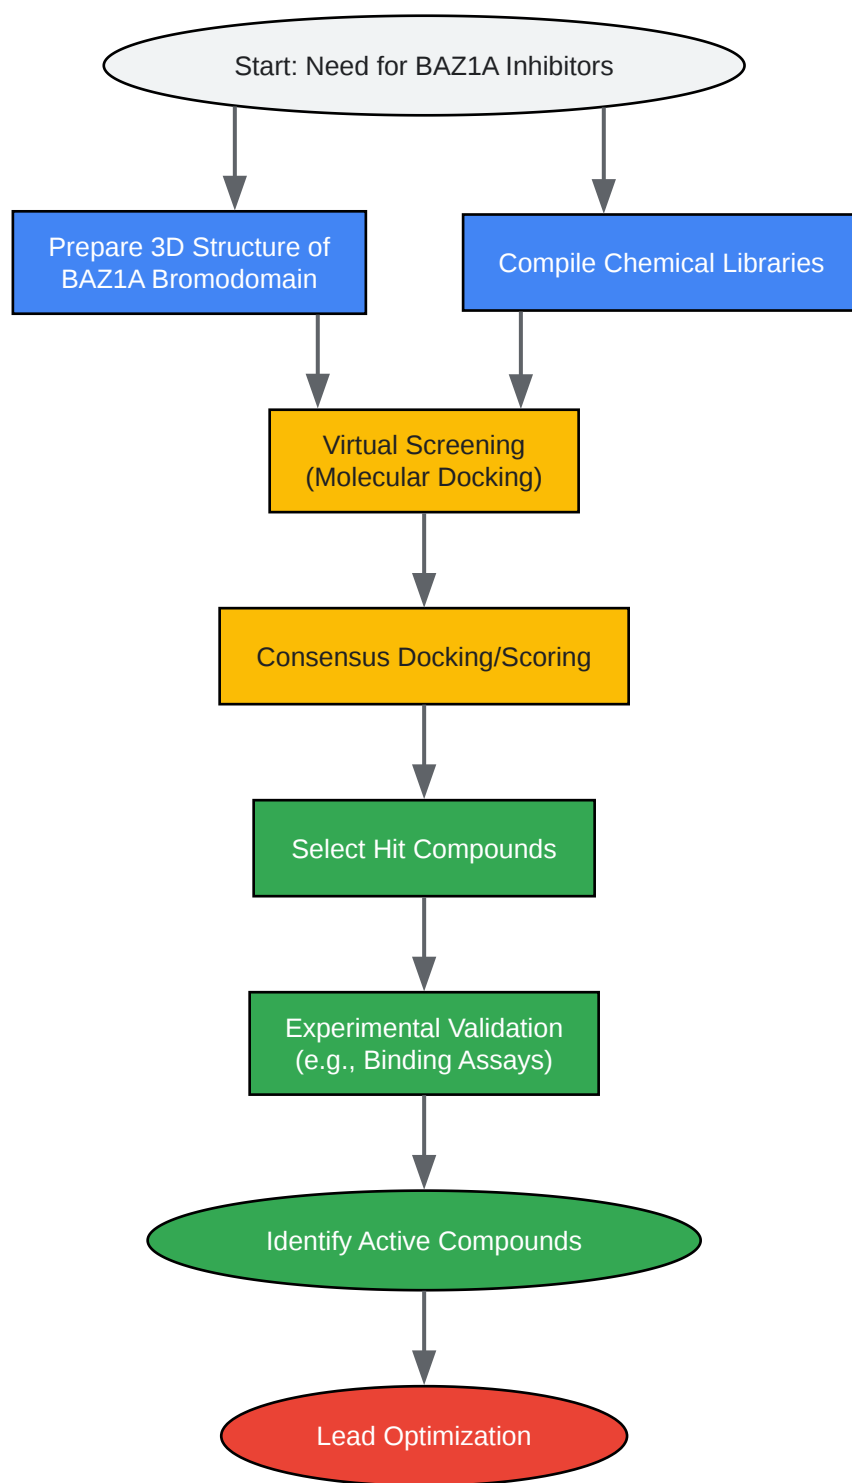 Start: Need for BAZ1A Inhibitors
Prepare 3D Structure of
BAZ1A Bromodomain
Compile Chemical Libraries
Virtual Screening
(Molecular Docking)
Consensus Docking/Scoring
Select Hit Compounds
Experimental Validation
(e.g., Binding Assays)
Identify Active Compounds
Lead Optimization